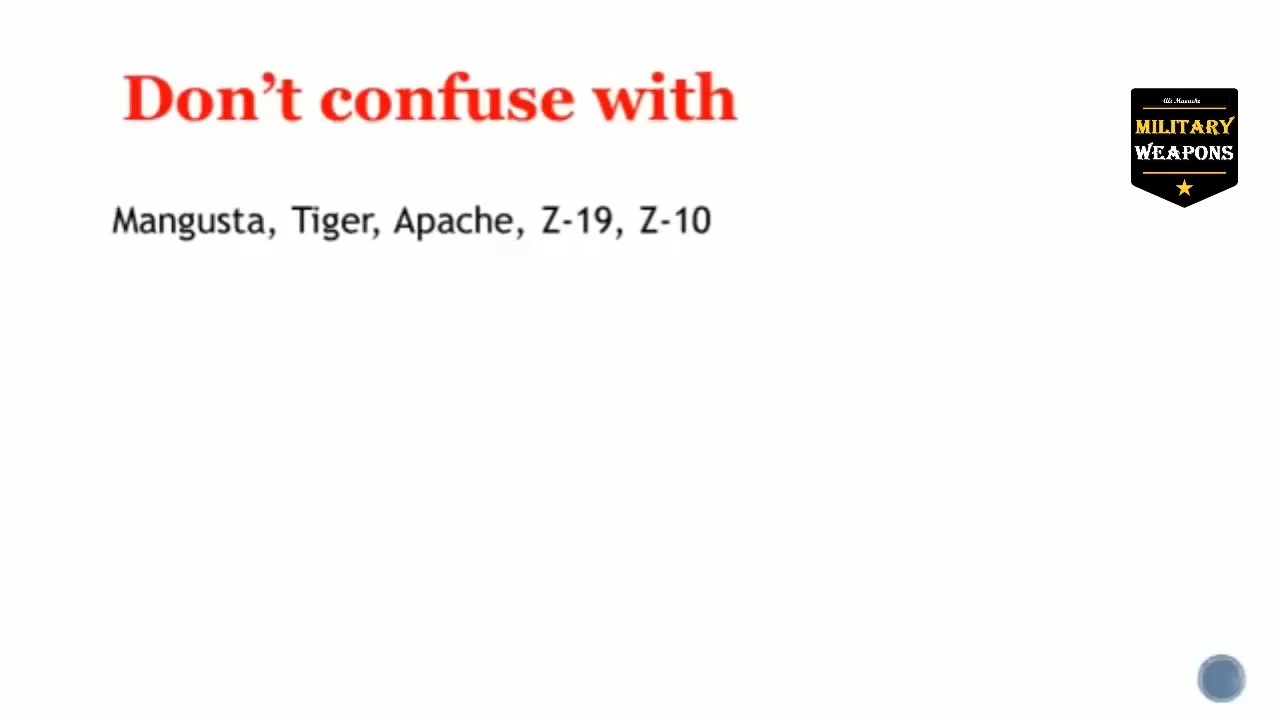 Don't confuse with
Mangusta, Tiger, Apache, Z-19, Z-10
MILITARY
WEAPONS